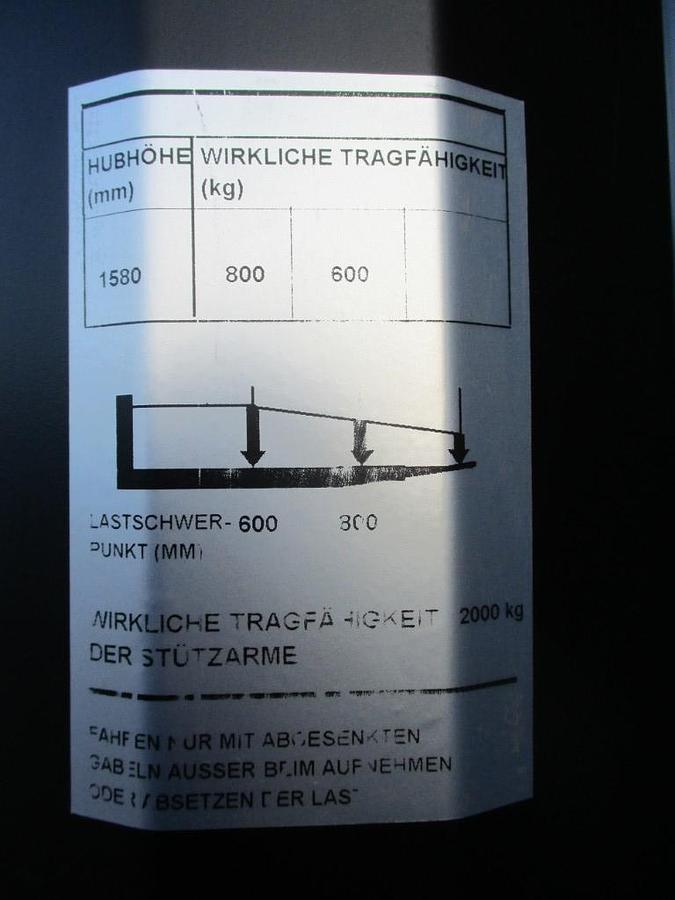 HUBHÖHE WIRKLICHE TRAGFÄHIGKEIT
(mm) (kg)
1580 800 600
LASTSCHWER- 600 800
PUNKT (MM)
WIRKLICHE TRAGFÄHIGKEIT 2000 kg
DER STÜTZARME
FAHREN NUR MIT ABGESENKTEN
GABELN AUSSER BEIM AUFNEHMEN
ODER ABSETZEN DER LAST